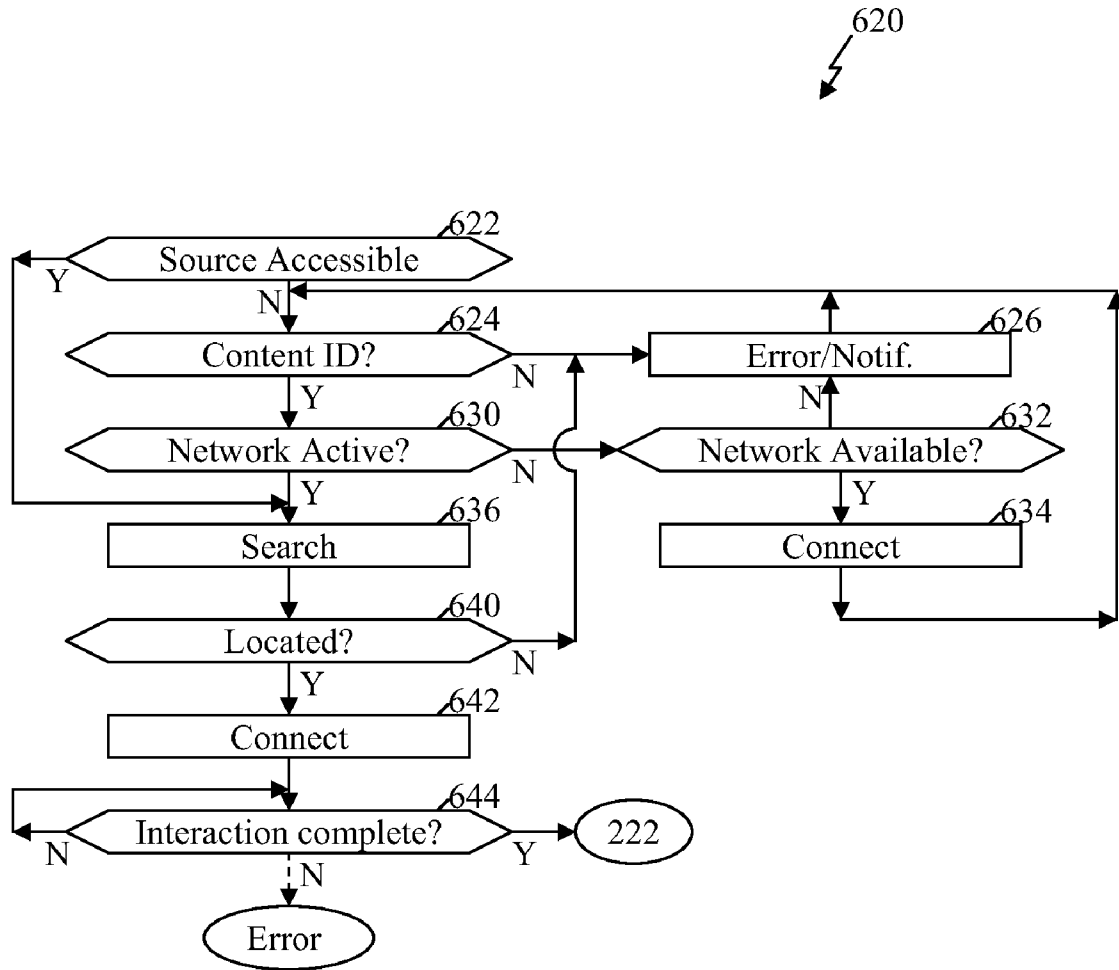 620
622
Source Accessible
Y
N
624
626
Content ID?
Error/Notif.
N
Y
N
630
632
Network Active?
Network Available?
N
Y
Y
636
634
Search
Connect
640
Located?
N
Y
642
Connect
644
Interaction complete?
222
N
Y
N
Error